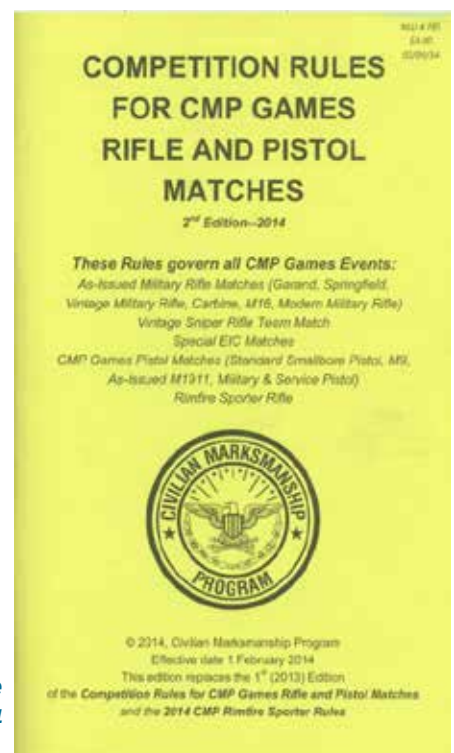 COMPETITION RULES
FOR CMP GAMES
RIFLE AND PISTOL
MATCHES
2nd Edition--2014
These Rules govern all CMP Games Events:
As-Issued Military Rifle Matches (Garand, Springfield,
Vintage Military Rifle, Carbine, M16, Modern Military Rifle)
Vintage Sniper Rifle Team Match
Special EIC Matches
CMP Games Pistol Matches (Standard Smallbore Pistol, M9,
As-Issued M1911, Military & Service Pistol)
Rimfire Sporter Rifle
CIVILIAN MARKSMANSHIP
PROGRAM
© 2014, Civilian Marksmanship Program
Effective date 1 February 2014
This edition replaces the 1st (2013) Edition
of the Competition Rules for CMP Games Rifle and Pistol Matches
and the 2014 CMP Rimfire Sporter Rules